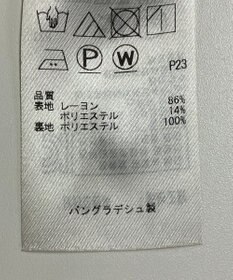 P W
P23
品質
表地 レーヨン 86%
ポリエステル 14%
裏地 ポリエステル 100%
バングラデシュ製